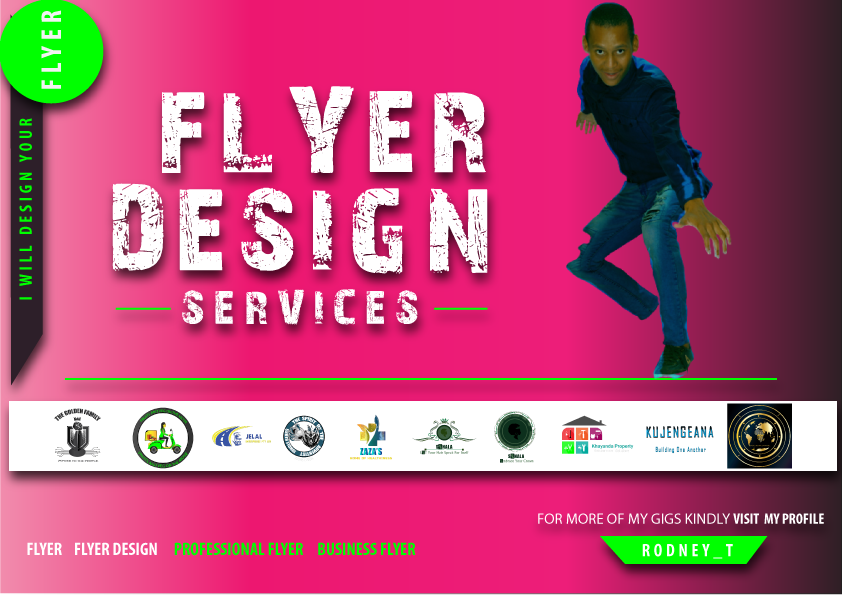 FLYER
I WILL DESIGN YOUR
FLYER
DESIGN
SERVICES
THE GOLDEN FAMILY
JELAL
ZAZA'S
Khayanda Property
KUJENGEANA
Building One Another
FOR MORE OF MY GIGS KINDLY VISIT MY PROFILE
FLYER FLYER DESIGN PROFESSIONAL FLYER BUSINESS FLYER
RODNEY_T